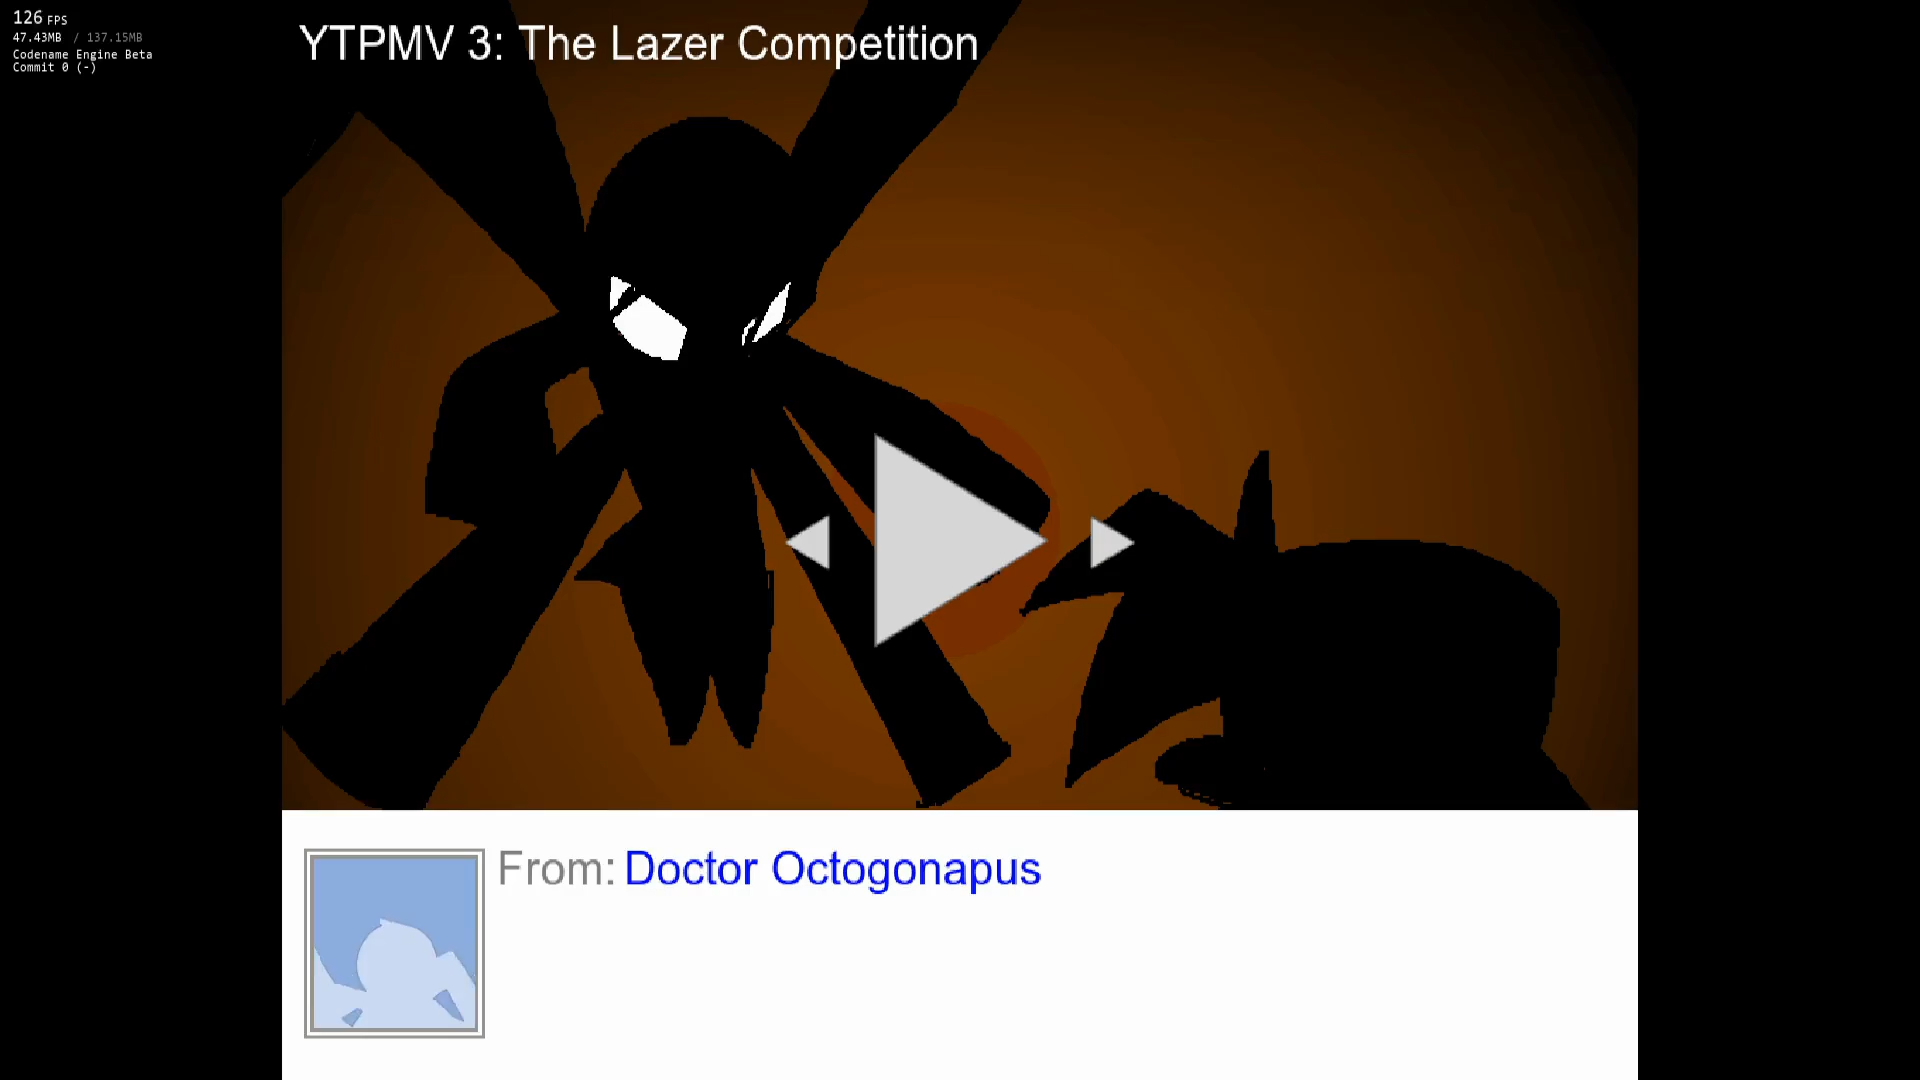 126 FPS
47.43MB / 137.15MB
Codename Engine Beta
Commit 0 (-)
YTPMV 3: The Lazer Competition
From: Doctor Octogonapus